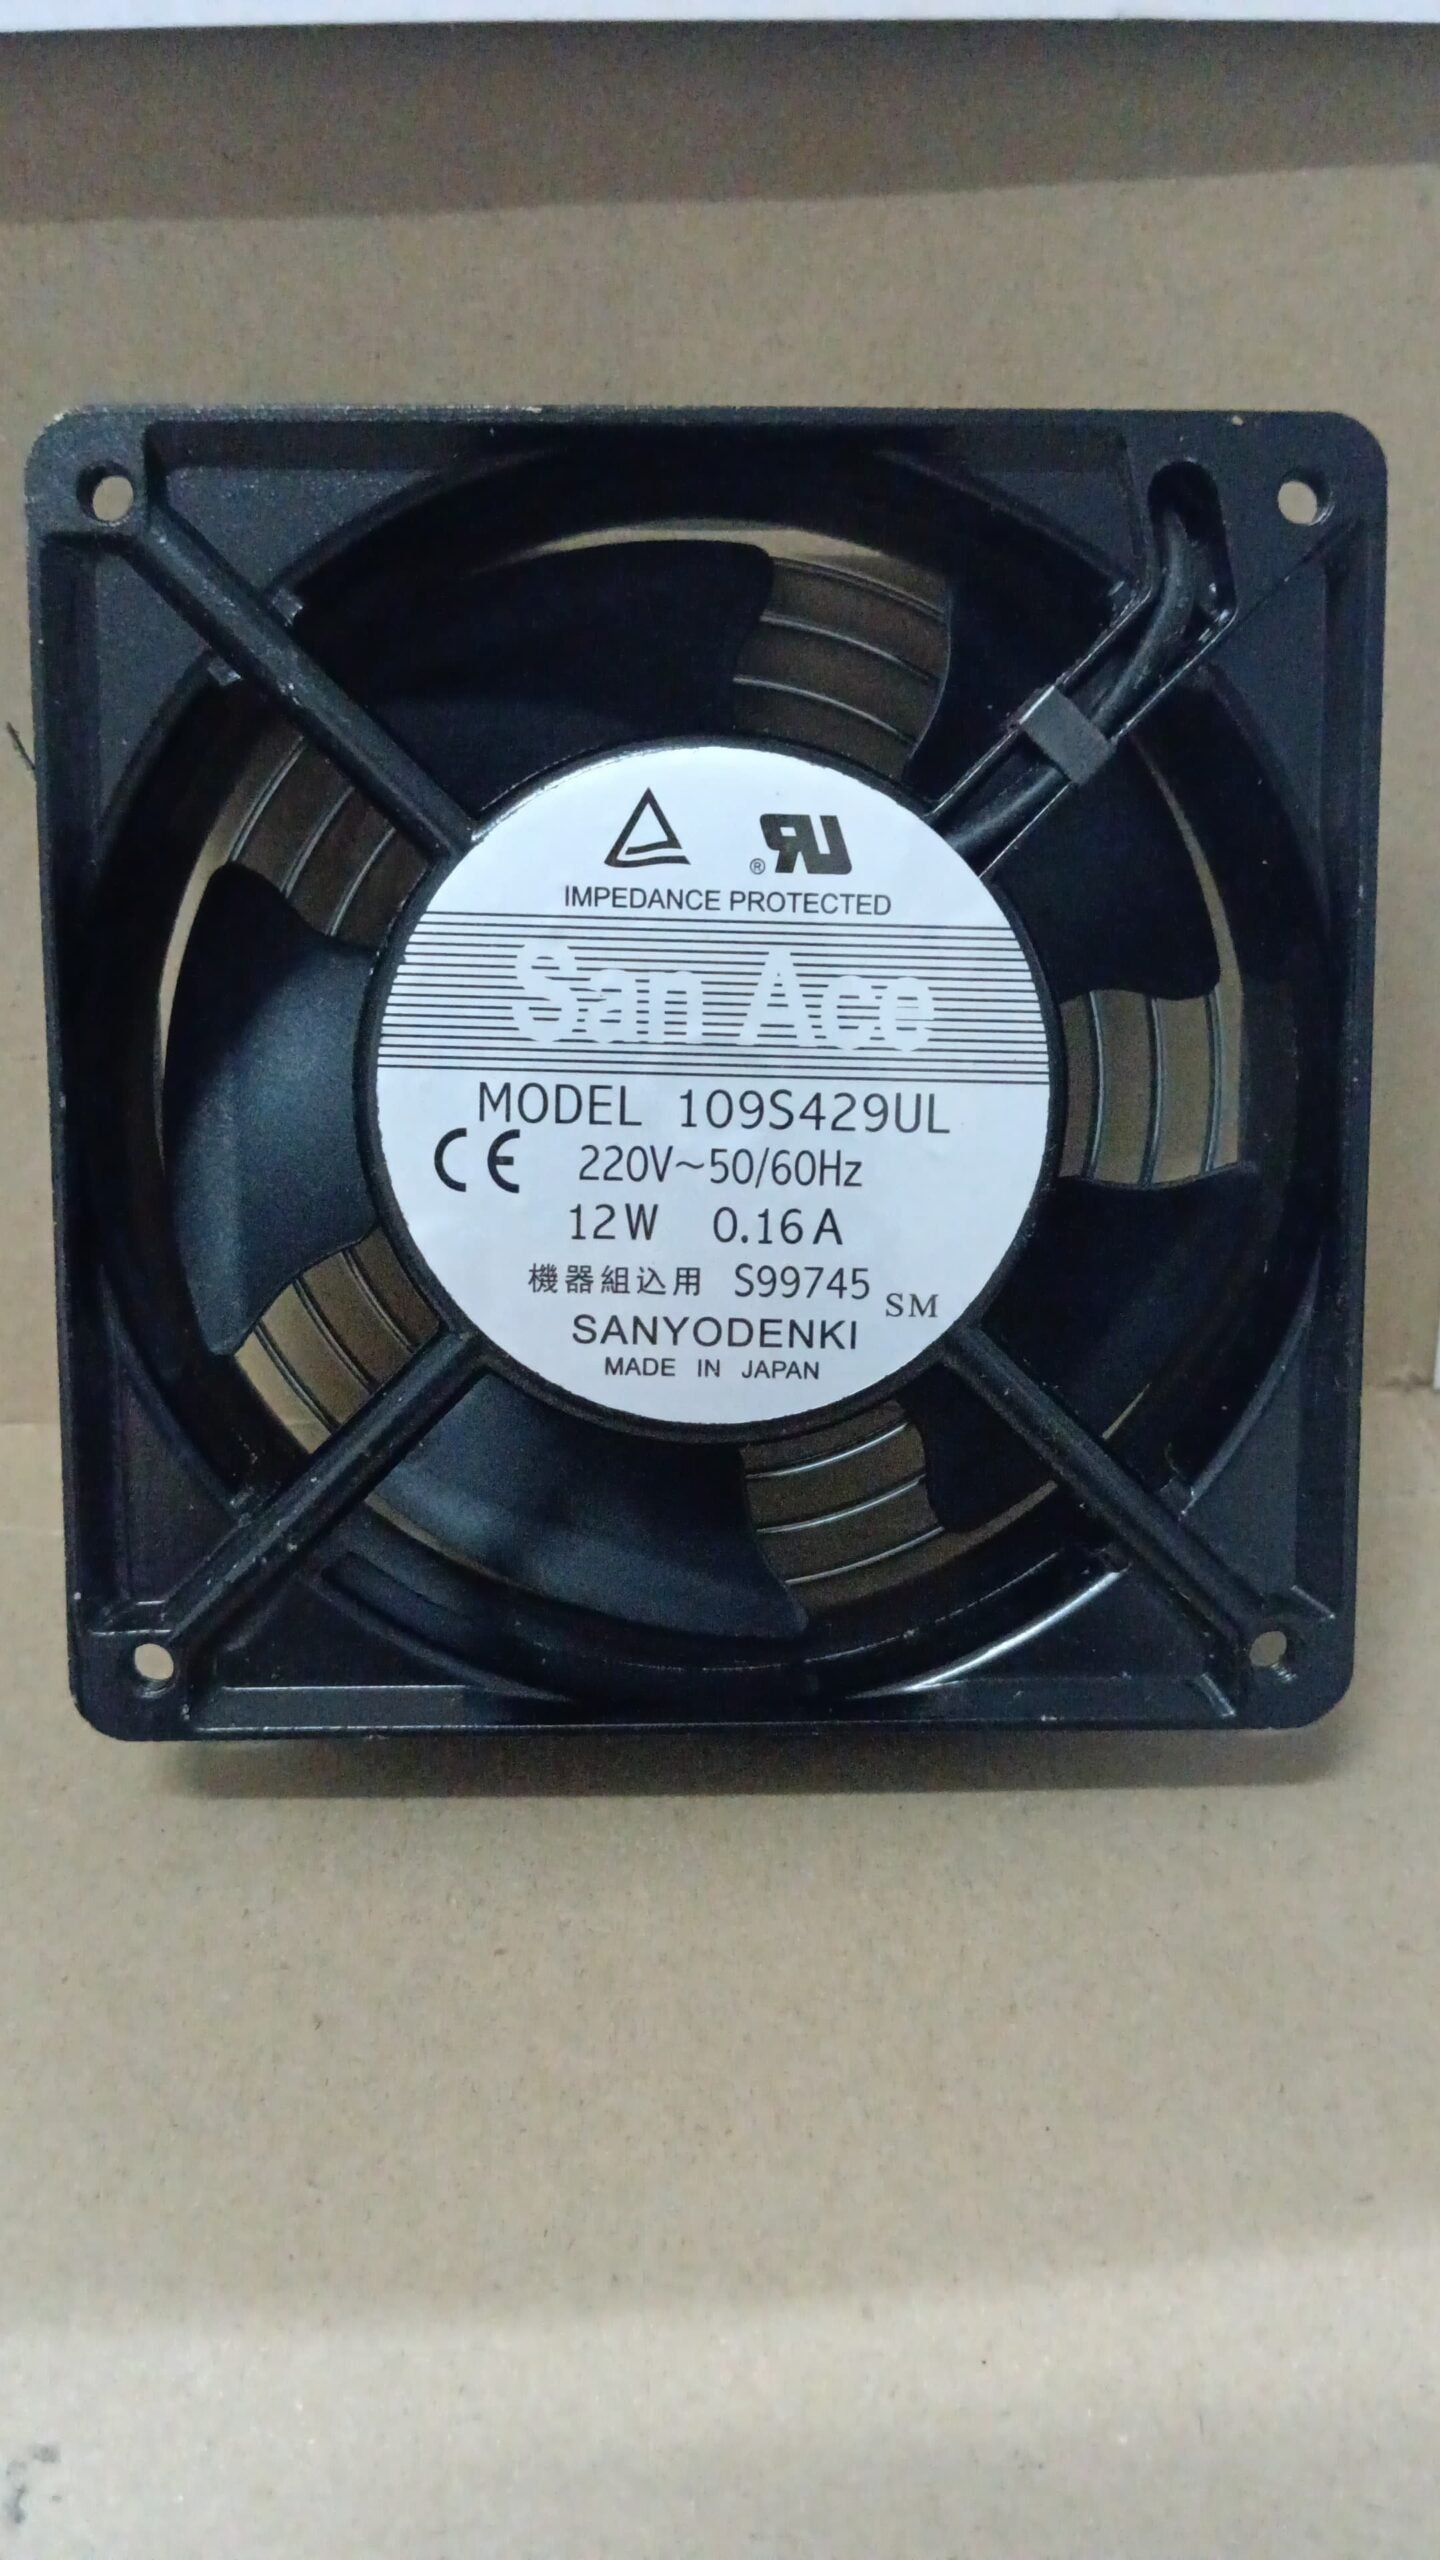 ®
IMPEDANCE PROTECTED
San Ace
MODEL 109S429UL
CE 220V~50/60Hz
12W 0.16A
機器組込用 S99745 SM
SANYODENKI
MADE IN JAPAN